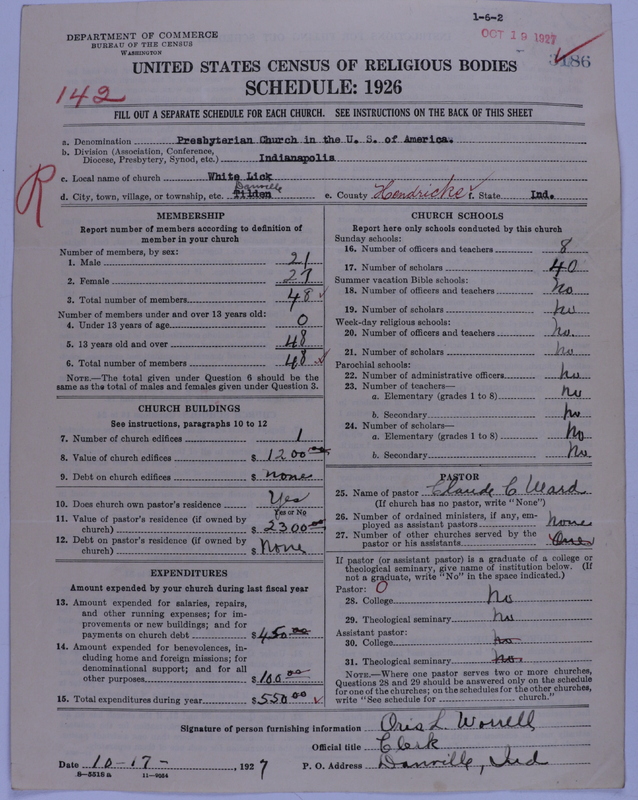 1-6-2
DEPARTMENT OF COMMERCE
BUREAU OF THE CENSUS
WASHINGTON
OCT 19 1927
3186
UNITED STATES CENSUS OF RELIGIOUS BODIES
SCHEDULE: 1926
142
FILL OUT A SEPARATE SCHEDULE FOR EACH CHURCH. SEE INSTRUCTIONS ON THE BACK OF THIS SHEET
a. Denomination Presbyterian Church in the U. S. of America.
b. Division (Association, Conference, Diocese, Presbytery, Synod, etc.) Indianapolis
c. Local name of church White Lick
R
Danville
d. City, town, village, or township, etc. Tilden e. County Hendricks f. State Ind.
MEMBERSHIP
Report number of members according to definition of
member in your church
Number of members, by sex:
1. Male 21
2. Female 27
3. Total number of members 48
Number of members under and over 13 years old:
4. Under 13 years of age 0
5. 13 years old and over 48
6. Total number of members 48
NOTE.—The total given under Question 6 should be the
same as the total of males and females given under Question 3.
CHURCH BUILDINGS
See instructions, paragraphs 10 to 12
7. Number of church edifices 1
8. Value of church edifices $ 1200.00
9. Debt on church edifices $ none
10. Does church own pastor's residence Yes
Yes or No
11. Value of pastor's residence (if owned by
church) $ 2300.00
12. Debt on pastor's residence (if owned by
church) $ None
EXPENDITURES
Amount expended by your church during last fiscal year
13. Amount expended for salaries, repairs,
and other running expenses; for im-
provements or new buildings; and for
payments on church debt $ 450.00
14. Amount expended for benevolences, in-
cluding home and foreign missions; for
denominational support; and for all
other purposes $ 100.00
15. Total expenditures during year $ 550.00
CHURCH SCHOOLS
Report here only schools conducted by this church
Sunday schools:
16. Number of officers and teachers 8
17. Number of scholars 40
Summer vacation Bible schools:
18. Number of officers and teachers no
19. Number of scholars no
Week-day religious schools:
20. Number of officers and teachers no.
21. Number of scholars no
Parochial schools:
22. Number of administrative officers no
23. Number of teachers—
a. Elementary (grades 1 to 8) no
b. Secondary no
24. Number of scholars—
a. Elementary (grades 1 to 8) No
b. Secondary No
PASTOR
25. Name of pastor Claude C Ward
(If church has no pastor, write "None")
26. Number of ordained ministers, if any, em-
ployed as assistant pastors none
27. Number of other churches served by the
pastor or his assistants One
If pastor (or assistant pastor) is a graduate of a college or
theological seminary, give name of institution below. (If
not a graduate, write "No" in the space indicated.)
Pastor: 0
28. College No
29. Theological seminary No
Assistant pastor:
30. College no
31. Theological seminary no
NOTE.—Where one pastor serves two or more churches,
Questions 28 and 29 should be answered only on the schedule
for one of the churches; on the schedules for the other churches,
write "See schedule for church."
Signature of person furnishing information Oris L Worrell
Official title Clerk
Date 10-17-, 1927 P. O. Address Danville, Ind
8-5518a 11-9054